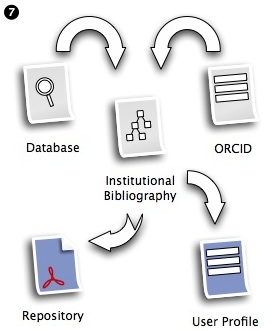 7
Database
ORCID
Institutional
Bibliography
Repository
User Profile